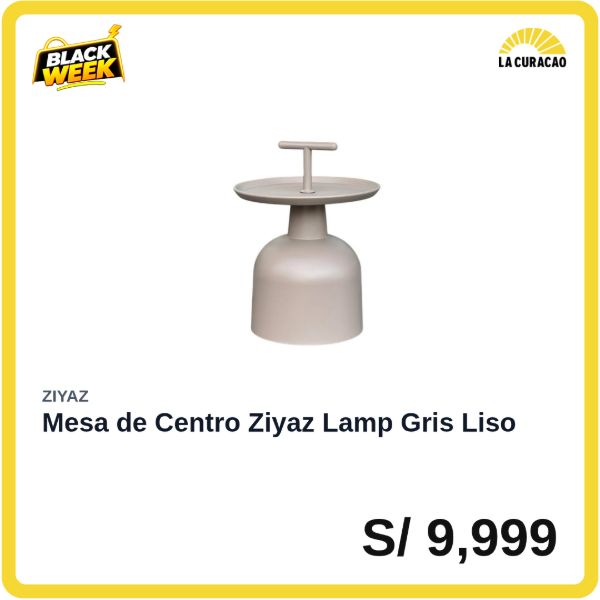 BLACK
WEEK
LA CURACAO
ZIYAZ
Mesa de Centro Ziyaz Lamp Gris Liso
S/ 9,999